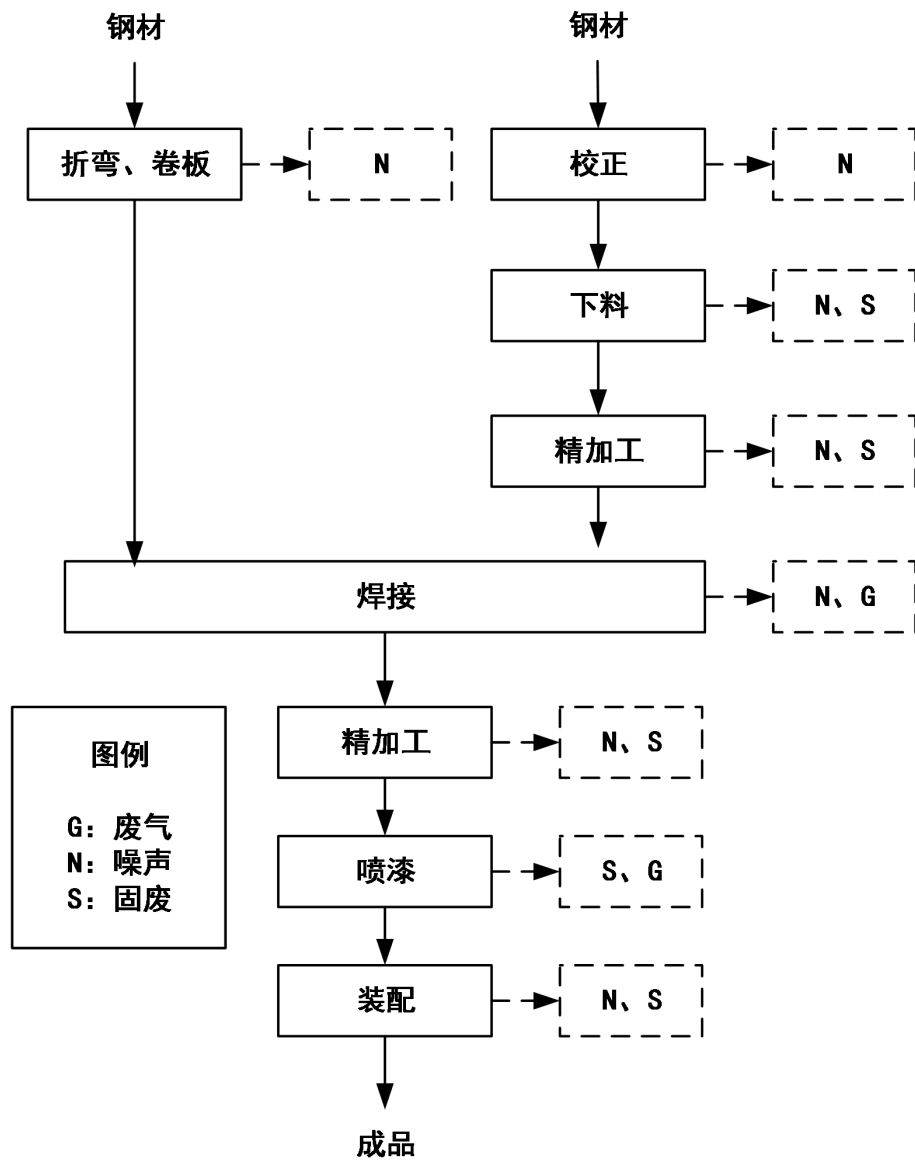 钢材
钢材
折弯、卷板
N
校正
N
下料
N、S
精加工
N、S
焊接
N、G
精加工
N、S
喷漆
S、G
装配
N、S
成品
图例
G: 废气
N: 噪声
S: 固废